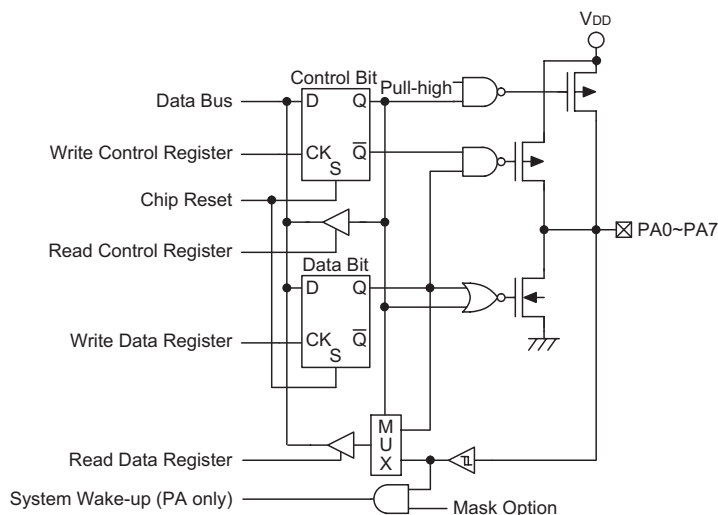 VDD
Control Bit
Pull-high
Data Bus
D
Q
Write Control Register
CK
Q
S
Chip Reset
Read Control Register
Data Bit
D
Q
PA0~PA7
Write Data Register
CK
Q
S
M
U
X
Read Data Register
System Wake-up (PA only)
Mask Option